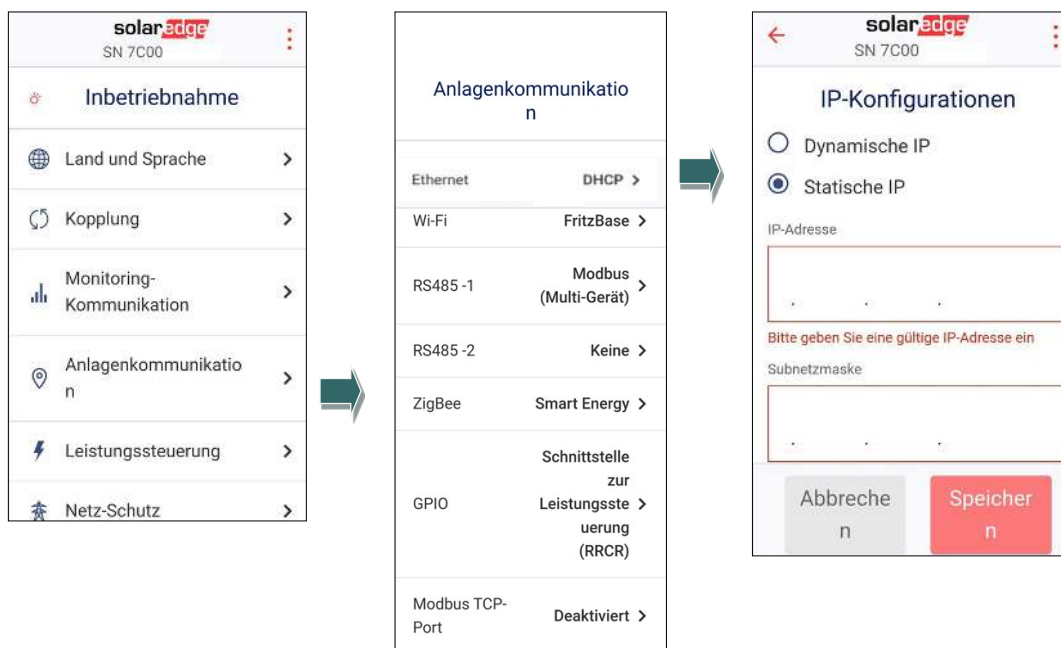 solaredge
SN 7C00
Inbetriebnahme
Land und Sprache
Kopplung
Monitoring-
Kommunikation
Anlagenkommunikatio
n
Leistungssteuerung
Netz-Schutz
Anlagenkommunikatio
n
Ethernet DHCP
Wi-Fi FritzBase
RS485 -1 Modbus
(Multi-Gerät)
RS485 -2 Keine
ZigBee Smart Energy
GPIO
Schnittstelle
zur
Leistungsste
uerung
(RRCR)
Modbus TCP-
Port
Deaktiviert
solaredge
SN 7C00
IP-Konfigurationen
Dynamische IP
Statische IP
IP-Adresse
. . .
Bitte geben Sie eine gültige IP-Adresse ein
Subnetzmaske
. . .
Abbreche
n
Speicher
n